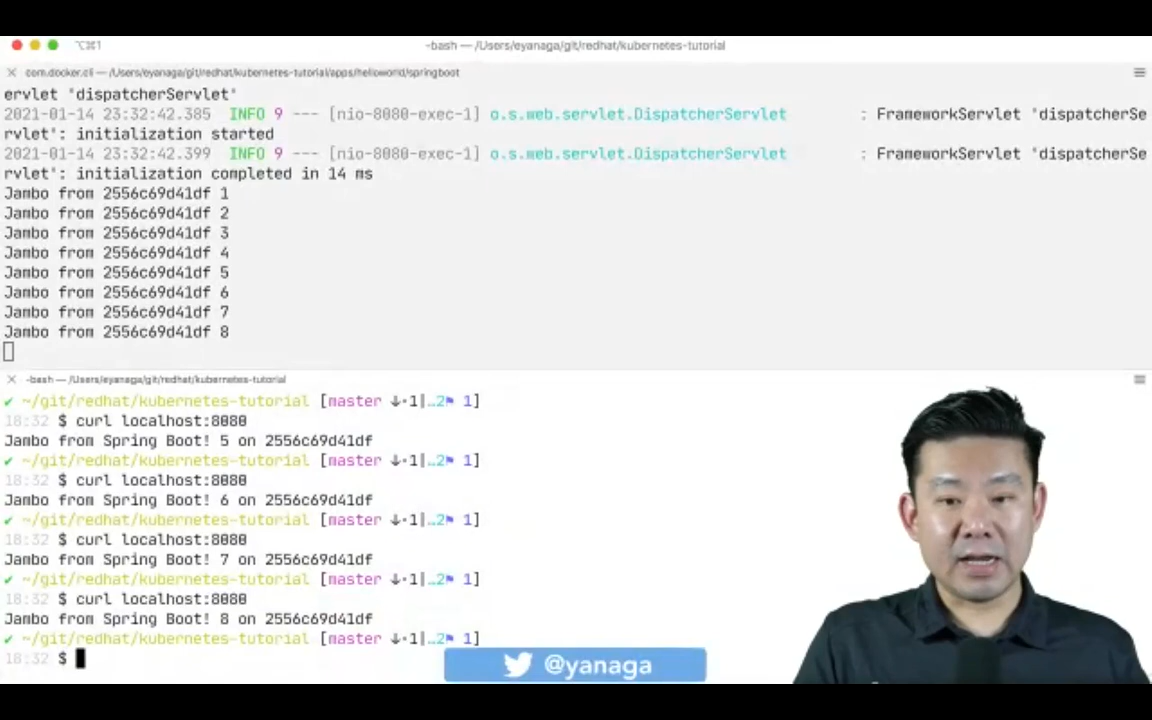 ⌥⌘1
-bash — /Users/eyanaga/git/redhat/kubernetes-tutorial
com.docker.cli — /Users/eyanaga/git/redhat/kubernetes-tutorial/apps/helloworld/springboot
ervlet 'dispatcherServlet'
2021-01-14 23:32:42.385  INFO 9 --- [nio-8080-exec-1] o.s.web.servlet.DispatcherServlet        : FrameworkServlet 'dispatcherSe
rvlet': initialization started
2021-01-14 23:32:42.399  INFO 9 --- [nio-8080-exec-1] o.s.web.servlet.DispatcherServlet        : FrameworkServlet 'dispatcherSe
rvlet': initialization completed in 14 ms
Jambo from 2556c69d41df 1
Jambo from 2556c69d41df 2
Jambo from 2556c69d41df 3
Jambo from 2556c69d41df 4
Jambo from 2556c69d41df 5
Jambo from 2556c69d41df 6
Jambo from 2556c69d41df 7
Jambo from 2556c69d41df 8
-bash — /Users/eyanaga/git/redhat/kubernetes-tutorial
✔ ~/git/redhat/kubernetes-tutorial [master ↓·1|…2⚑ 1]
18:32 $ curl localhost:8080
Jambo from Spring Boot! 5 on 2556c69d41df
✔ ~/git/redhat/kubernetes-tutorial [master ↓·1|…2⚑ 1]
18:32 $ curl localhost:8080
Jambo from Spring Boot! 6 on 2556c69d41df
✔ ~/git/redhat/kubernetes-tutorial [master ↓·1|…2⚑ 1]
18:32 $ curl localhost:8080
Jambo from Spring Boot! 7 on 2556c69d41df
✔ ~/git/redhat/kubernetes-tutorial [master ↓·1|…2⚑ 1]
18:32 $ curl localhost:8080
Jambo from Spring Boot! 8 on 2556c69d41df
✔ ~/git/redhat/kubernetes-tutorial [master ↓·1|…2⚑ 1]
18:32 $
@yanaga